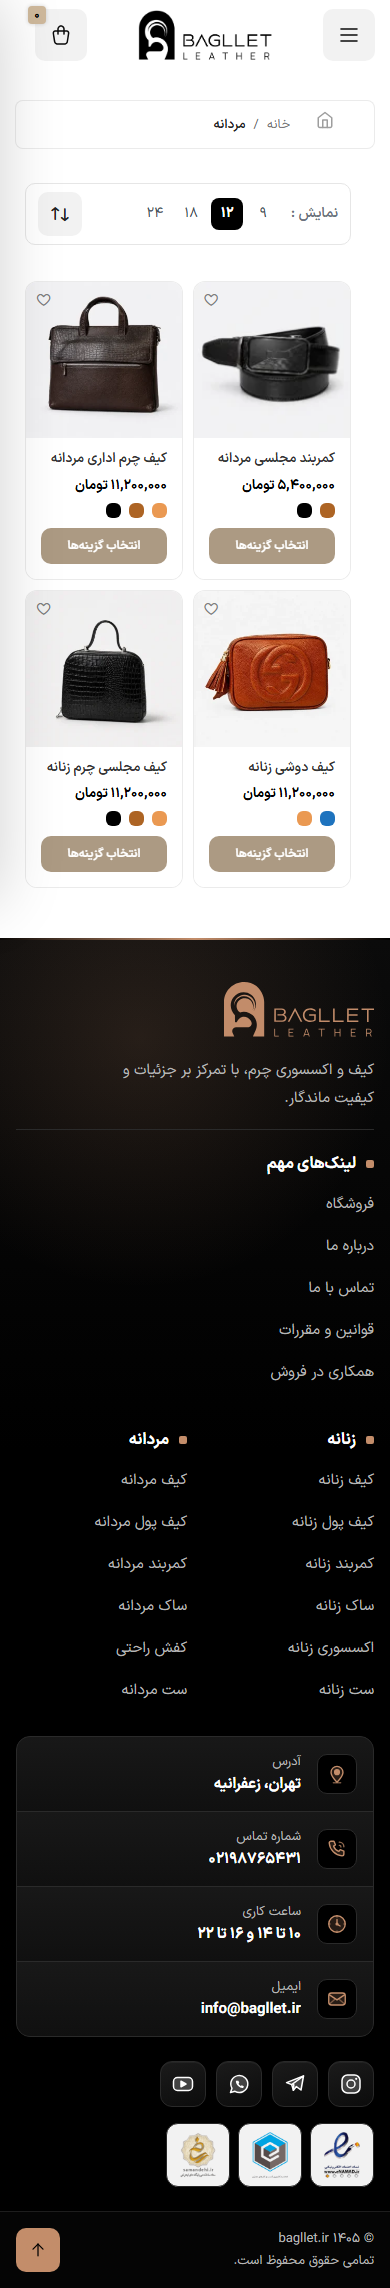 ۰
BAGLLET
LEATHER
خانه / مردانه
نمایش : ۹ ۱۲ ۱۸ ۲۴
کمربند مجلسی مردانه
۵,۴۰۰,۰۰۰ تومان
انتخاب گزینه‌ها
کیف چرم اداری مردانه
۱۱,۲۰۰,۰۰۰ تومان
انتخاب گزینه‌ها
کیف دوشی زنانه
۱۱,۲۰۰,۰۰۰ تومان
انتخاب گزینه‌ها
کیف مجلسی چرم زنانه
۱۱,۲۰۰,۰۰۰ تومان
انتخاب گزینه‌ها
BAGLLET
LEATHER
کیف و اکسسوری چرم، با تمرکز بر جزئیات و
کیفیت ماندگار.
لینک‌های مهم
فروشگاه
درباره ما
تماس با ما
قوانین و مقررات
همکاری در فروش
زنانه
کیف زنانه
کیف پول زنانه
کمربند زنانه
ساک زنانه
اکسسوری زنانه
ست زنانه
مردانه
کیف مردانه
کیف پول مردانه
کمربند مردانه
ساک مردانه
کفش راحتی
ست مردانه
آدرس
تهران، زعفرانیه
شماره تماس
۰۲۱۹۸۷۶۵۴۳۱
ساعت کاری
۱۰ تا ۱۴ و ۱۶ تا ۲۲
ایمیل
info@bagllet.ir
www.eNAMAD.ir
samandehi.ir
© ۱۴۰۵ bagllet.ir
تمامی حقوق محفوظ است.